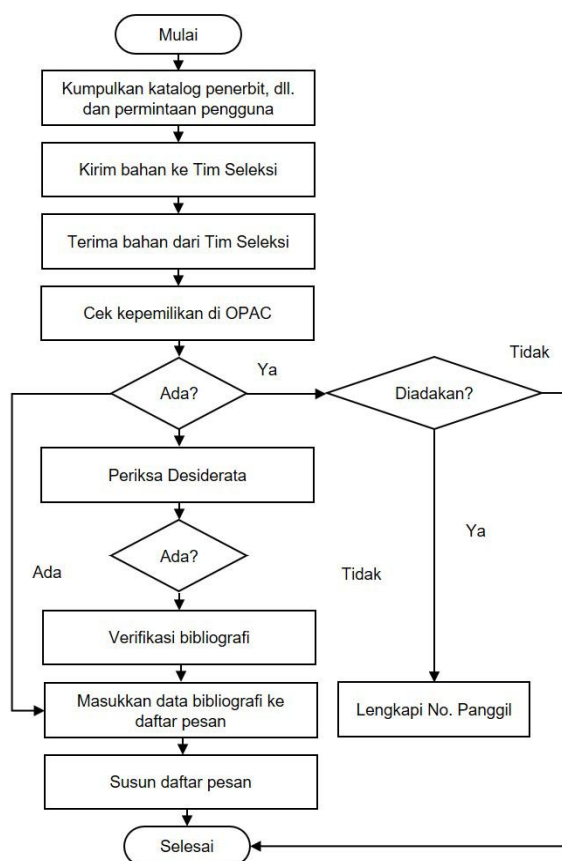 Mulai
Kumpulkan katalog penerbit, dll.
dan permintaan pengguna
Kirim bahan ke Tim Seleksi
Terima bahan dari Tim Seleksi
Cek kepemilikan di OPAC
Tidak
Ya
Ada?
Diadakan?
Periksa Desiderata
Ya
Ada?
Ada
Tidak
Verifikasi bibliografi
Masukkan data bibliografi ke
daftar pesan
Lengkapi No. Panggil
Susun daftar pesan
Selesai